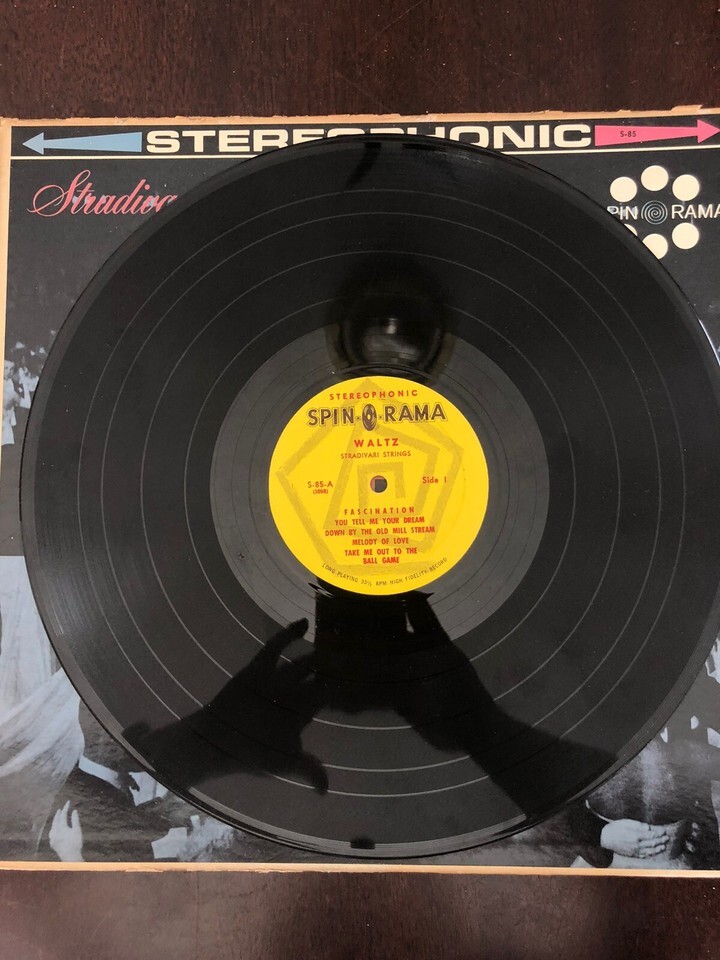 STEREOPHONIC
S-85
Stradiva
PIN RAMA
STEREOPHONIC
SPIN-O-RAMA
WALTZ
STRADIVARI STRINGS
S-85-A Side 1
(3008)
FASCINATION
YOU TELL ME YOUR DREAM
DOWN BY THE OLD MILL STREAM
MELODY OF LOVE
TAKE ME OUT TO THE
BALL GAME
LONG PLAYING 33⅓ RPM HIGH FIDELITY RECORD